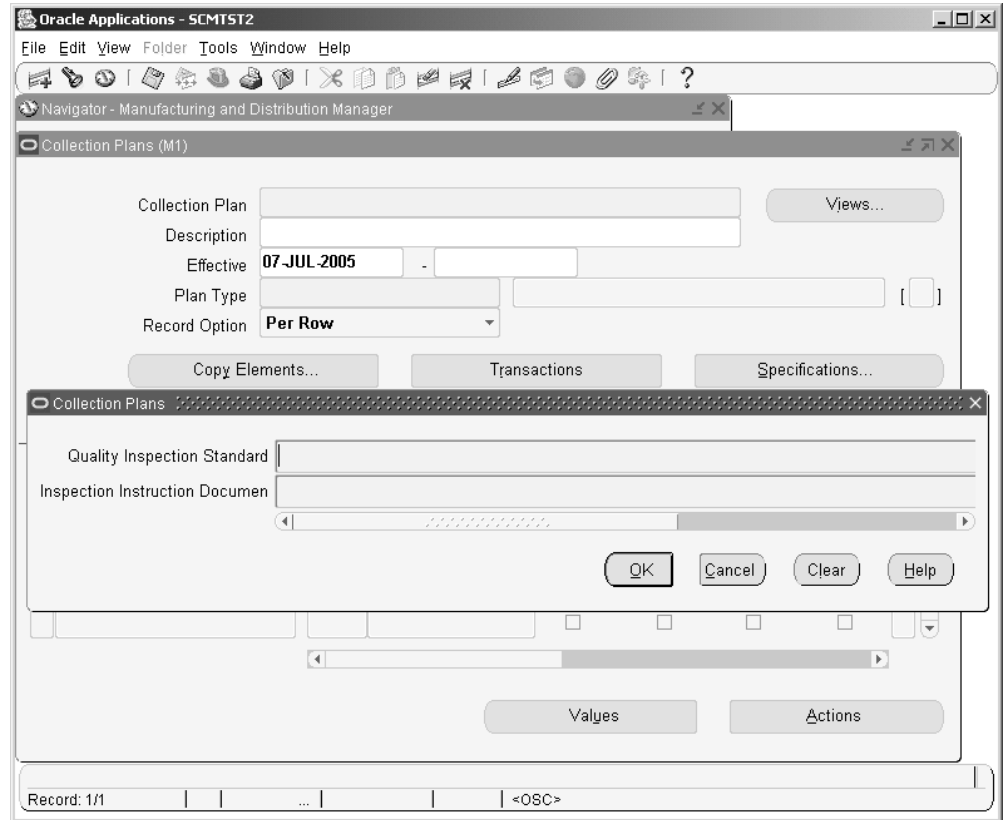 Oracle Applications - SCMTST2
File Edit View Folder Tools Window Help
Navigator - Manufacturing and Distribution Manager
Collection Plans (M1)
Collection Plan Views...
Description
Effective 07-JUL-2005 -
Plan Type [ ]
Record Option Per Row
Copy Elements... Transactions Specifications...
Collection Plans
Quality Inspection Standard
Inspection Instruction Documen
OK Cancel Clear Help
Values Actions
Record: 1/1 ... <OSC>